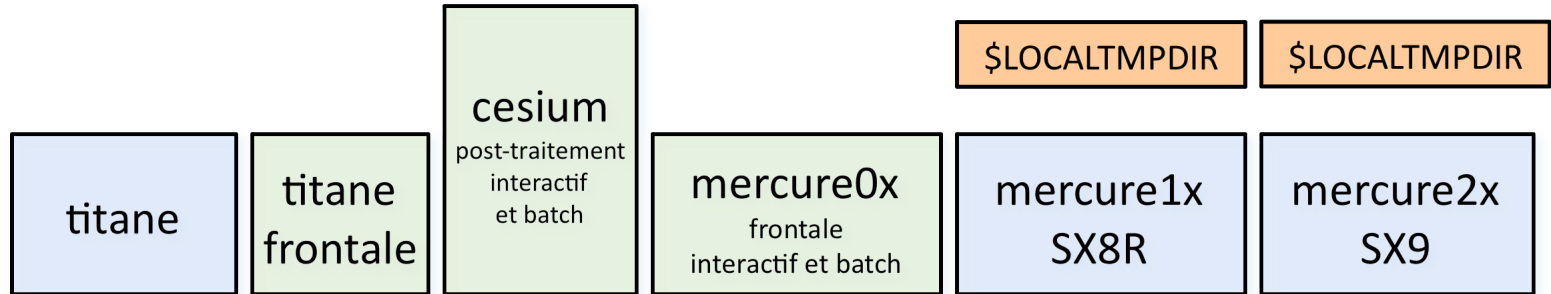 titane
titane
frontale
cesium
post-traitement
interactif
et batch
mercure0x
frontale
interactif et batch
$LOCALTMPDIR
mercure1x
SX8R
$LOCALTMPDIR
mercure2x
SX9